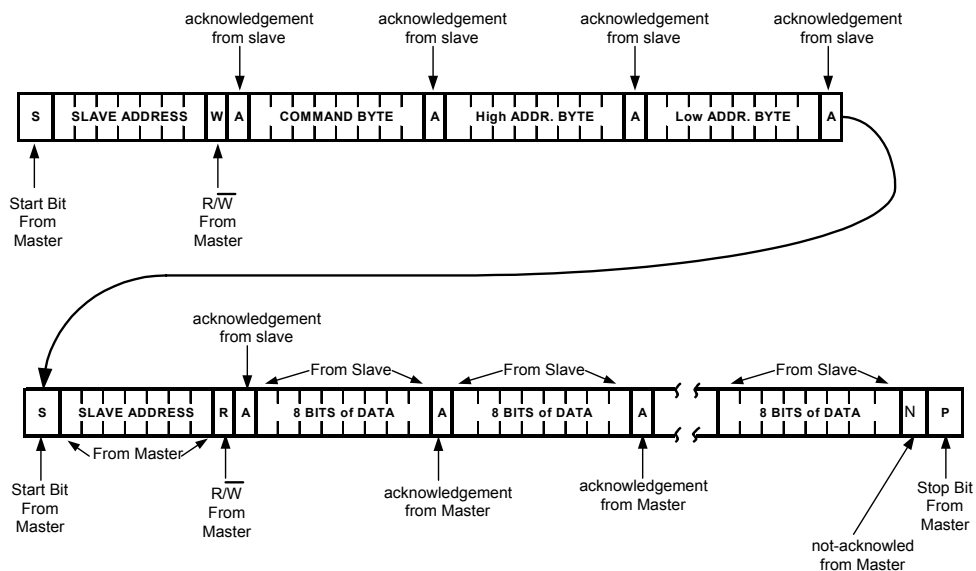 acknowledgement
from slave
acknowledgement
from slave
acknowledgement
from slave
acknowledgement
from slave
S SLAVE ADDRESS W A COMMAND BYTE A High ADDR. BYTE A Low ADDR. BYTE A
Start Bit
From
Master
R/W
From
Master
acknowledgement
from slave
From Slave
From Slave
From Slave
S SLAVE ADDRESS R A 8 BITS of DATA A 8 BITS of DATA A 8 BITS of DATA N P
From Master
Start Bit
From
Master
R/W
From
Master
acknowledgement
from Master
acknowledgement
from Master
Stop Bit
From
Master
not-acknowled
from Master